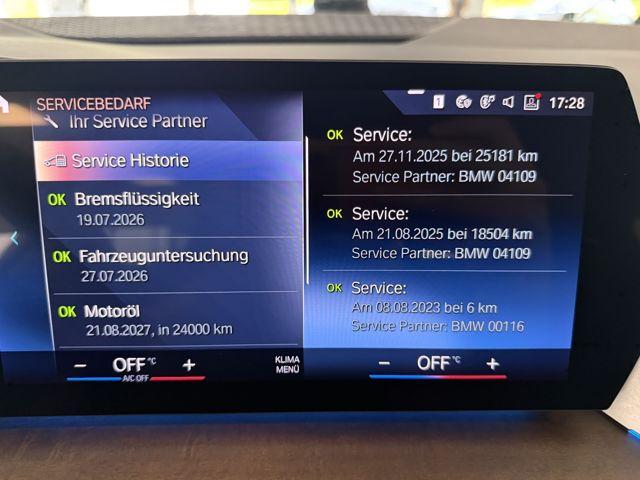 SERVICEBEDARF
1
17:28
Ihr Service Partner
Service Historie
OK Bremsflüssigkeit
19.07.2026
OK Fahrzeuguntersuchung
27.07.2026
OK Motoröl
21.08.2027, in 24000 km
OK Service:
Am 27.11.2025 bei 25181 km
Service Partner: BMW 04109
OK Service:
Am 21.08.2025 bei 18504 km
Service Partner: BMW 04109
OK Service:
Am 08.08.2023 bei 6 km
Service Partner: BMW 00116
− OFF °C +
A/C OFF
KLIMA
MENÜ
− OFF °C +